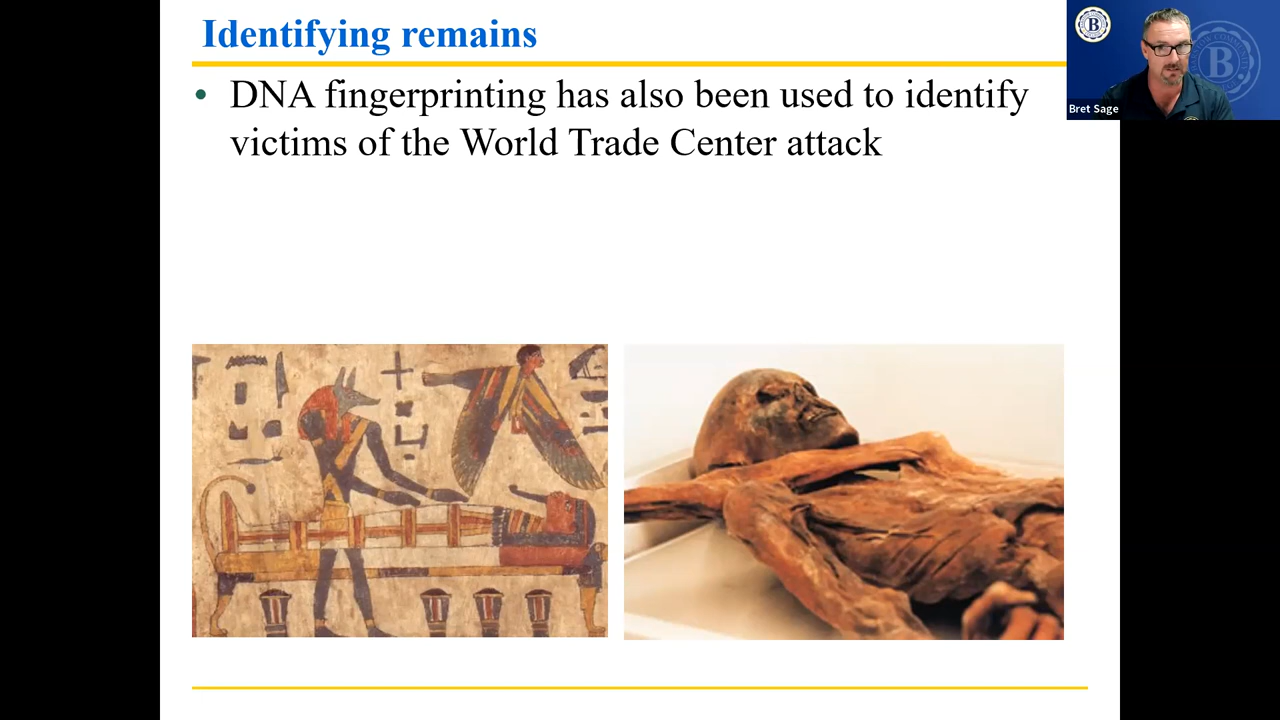 Identifying remains
• DNA fingerprinting has also been used to identify
victims of the World Trade Center attack
B
B
Bret Sage